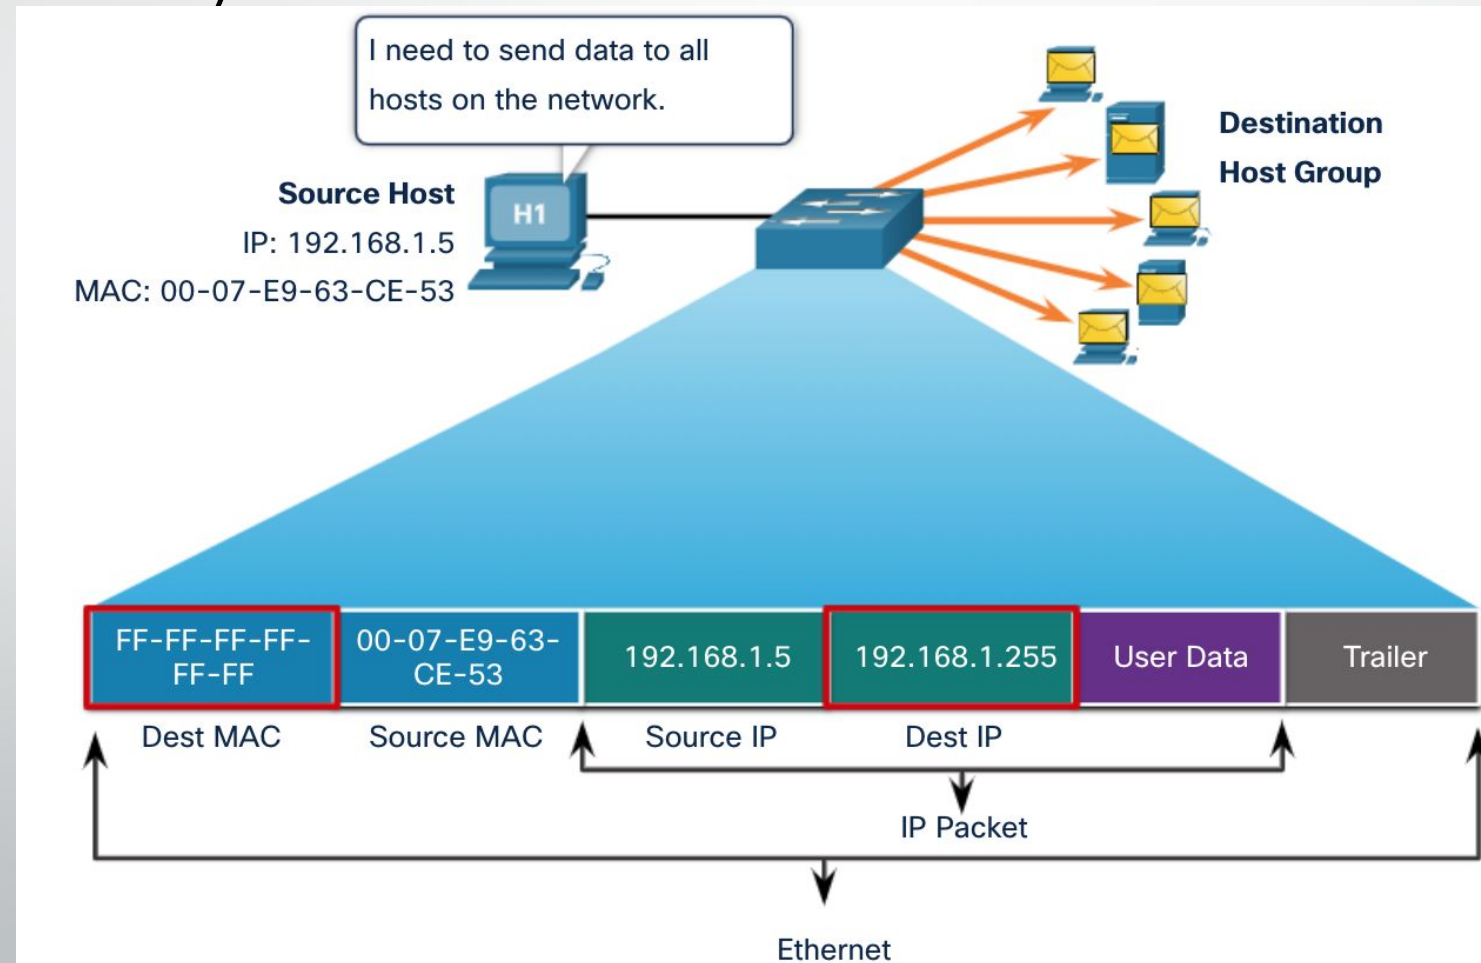 I need to send data to all
hosts on the network.
Destination
Host Group
Source Host
IP: 192.168.1.5
MAC: 00-07-E9-63-CE-53
H1
FF-FF-FF-FF-
FF-FF
00-07-E9-63-
CE-53
192.168.1.5
192.168.1.255
User Data
Trailer
Dest MAC
Source MAC
Source IP
Dest IP
IP Packet
Ethernet